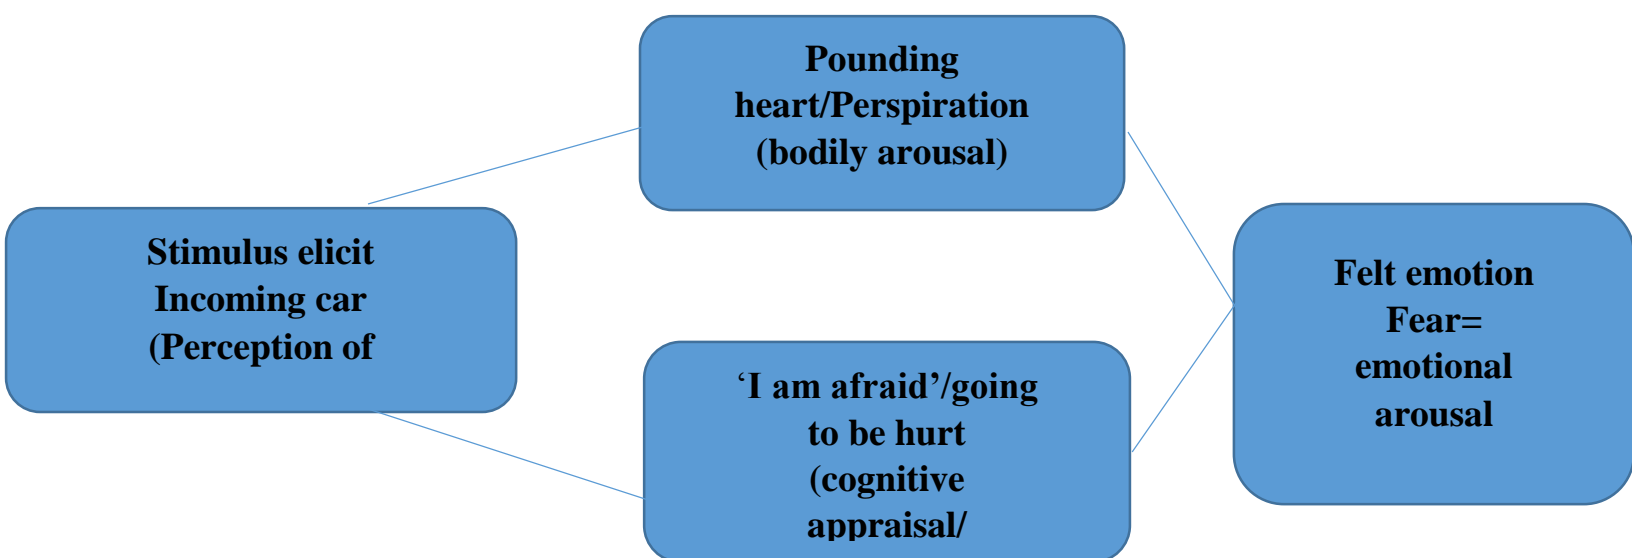 Stimulus elicit
Incoming car
(Perception of
Pounding
heart/Perspiration
(bodily arousal)
‘I am afraid’/going
to be hurt
(cognitive
appraisal/
Felt emotion
Fear=
emotional
arousal